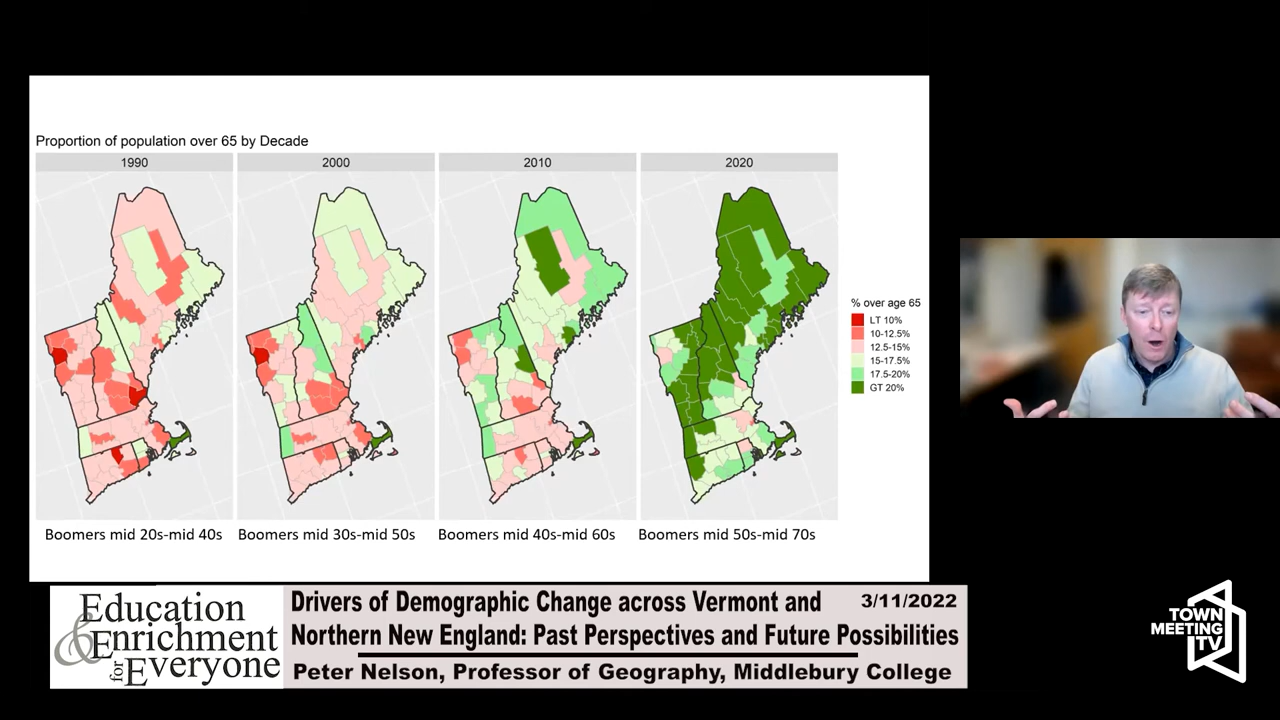 Proportion of population over 65 by Decade
1990
2000
2010
2020
% over age 65
LT 10%
10-12.5%
12.5-15%
15-17.5%
17.5-20%
GT 20%
Boomers mid 20s-mid 40s
Boomers mid 30s-mid 50s
Boomers mid 40s-mid 60s
Boomers mid 50s-mid 70s
Education
& Enrichment
for Everyone
Drivers of Demographic Change across Vermont and
3/11/2022
Northern New England: Past Perspectives and Future Possibilities
Peter Nelson, Professor of Geography, Middlebury College
TOWN
MEETING
TV